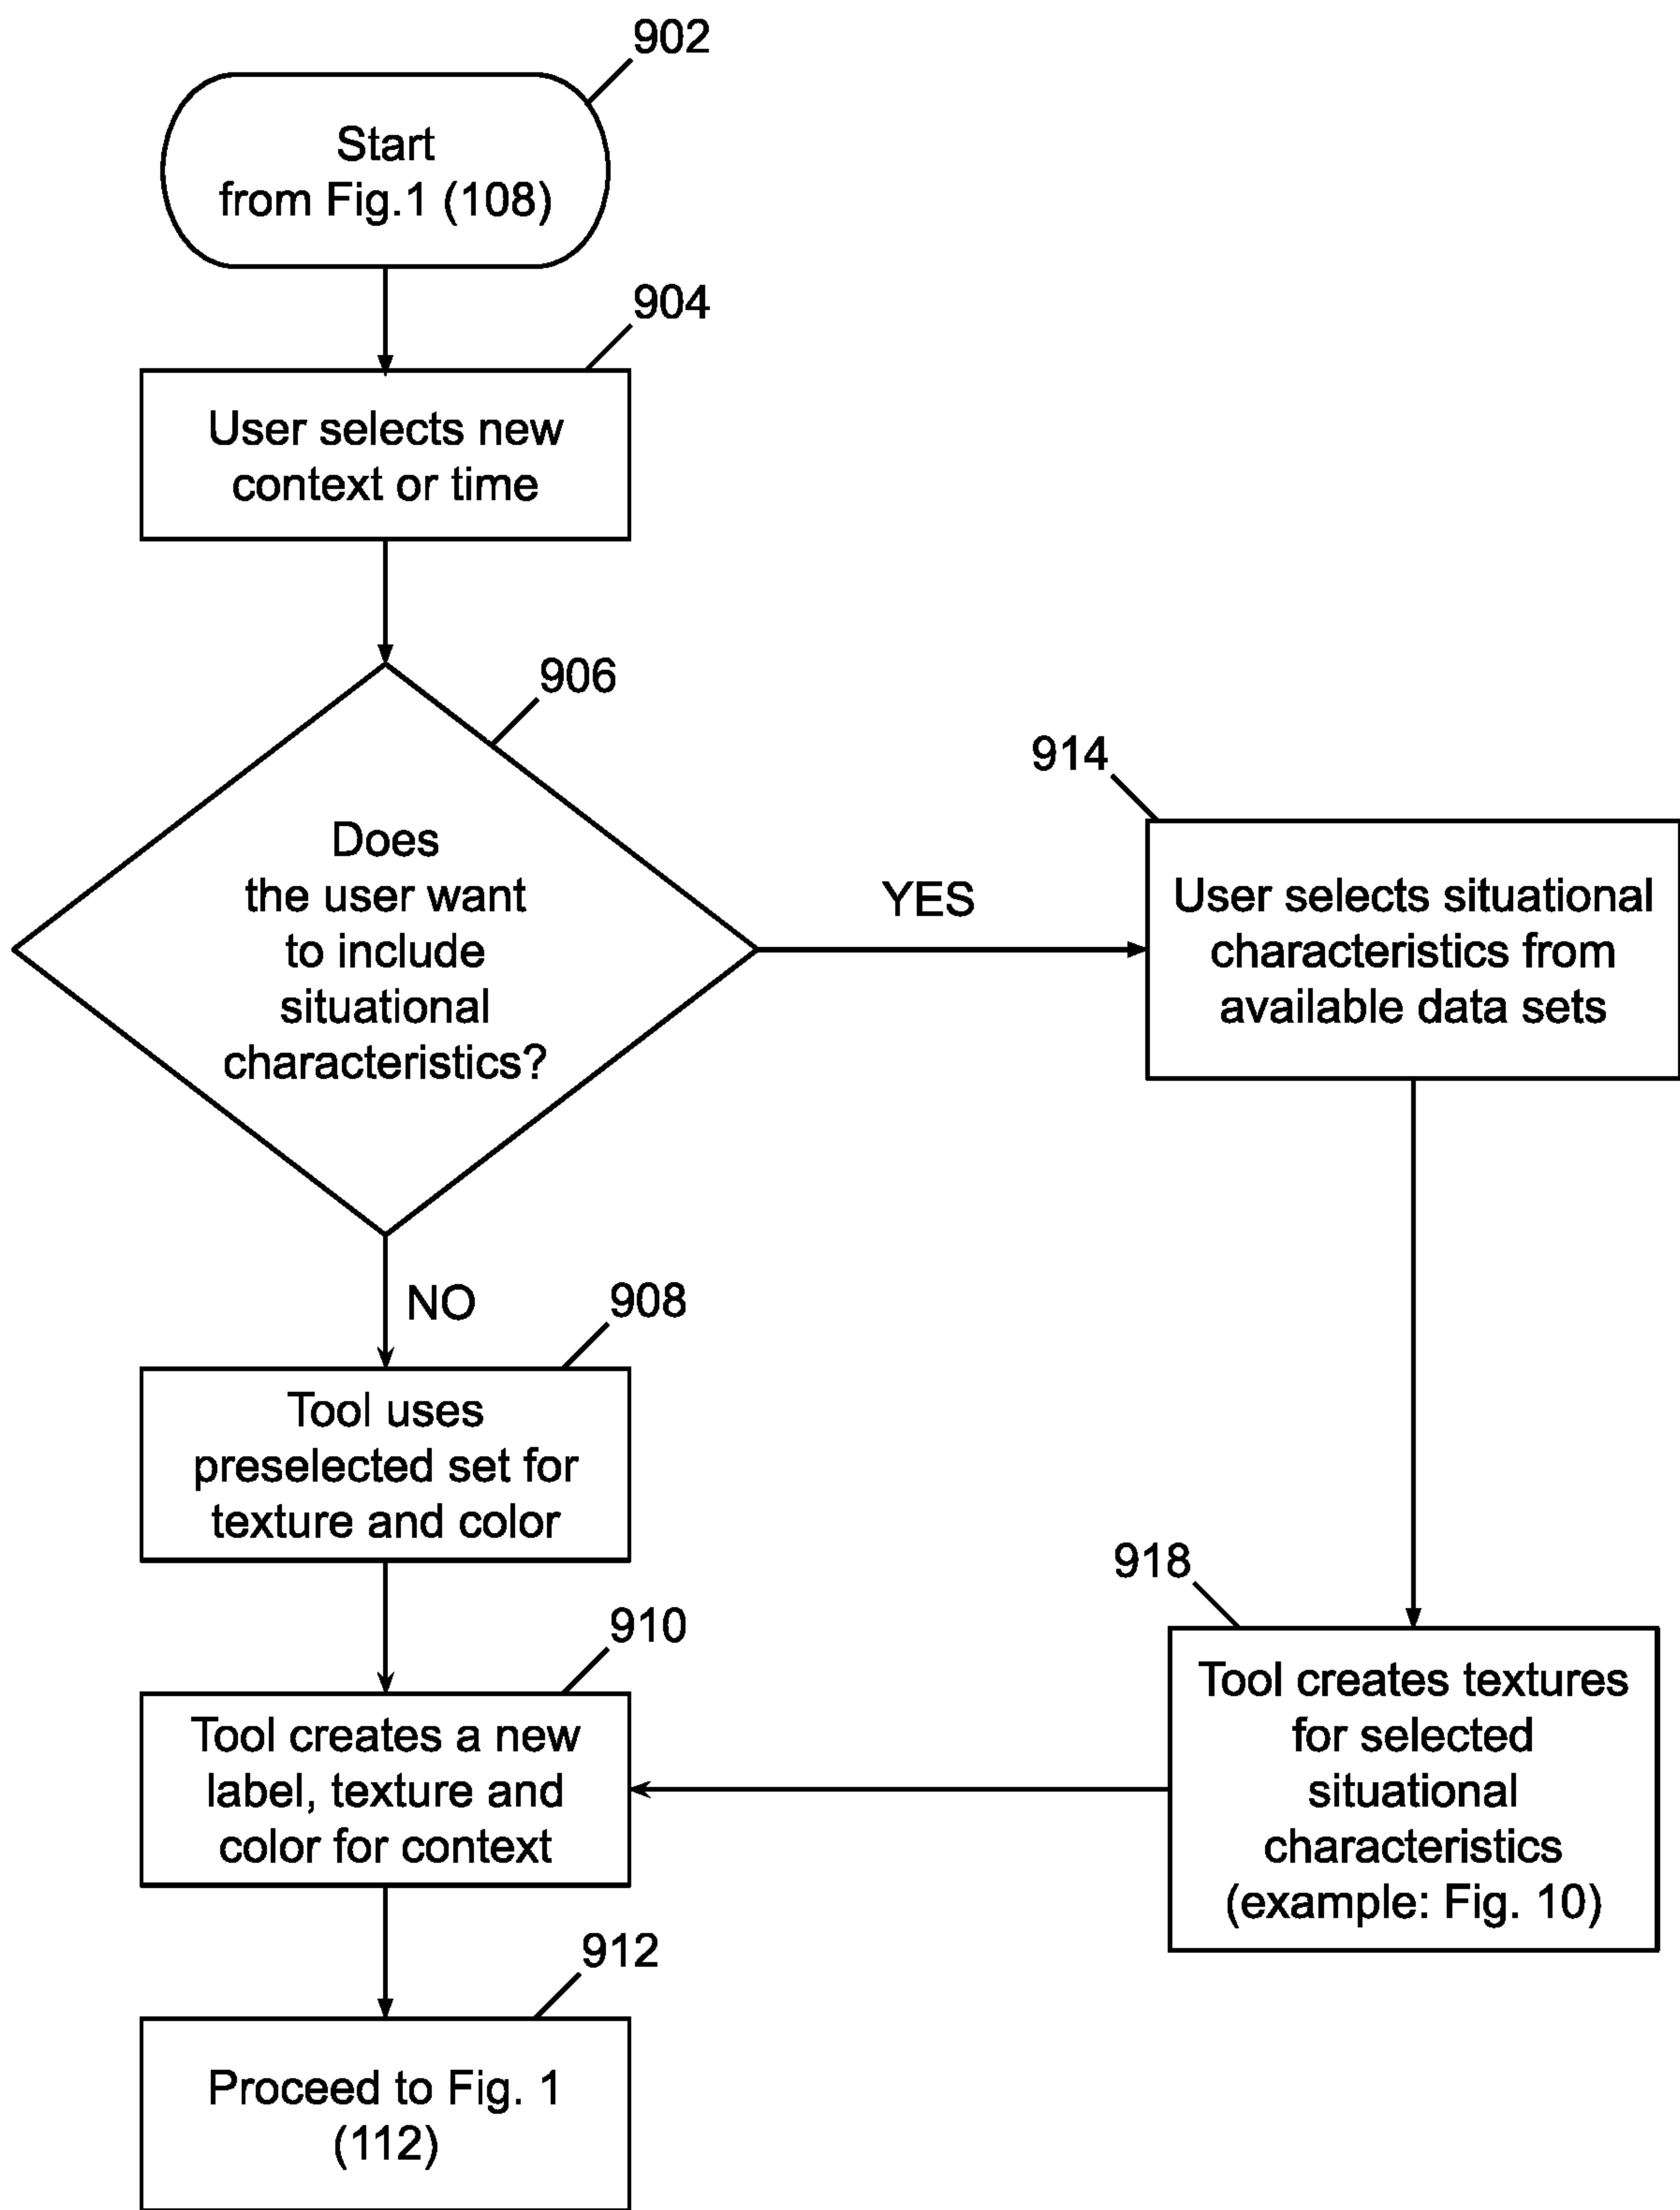 902
Start
from Fig.1 (108)
904
User selects new
context or time
906
Does
the user want
to include
situational
characteristics?
YES
914
User selects situational
characteristics from
available data sets
NO
908
Tool uses
preselected set for
texture and color
918
Tool creates textures
for selected
situational
characteristics
(example: Fig. 10)
910
Tool creates a new
label, texture and
color for context
912
Proceed to Fig. 1
(112)